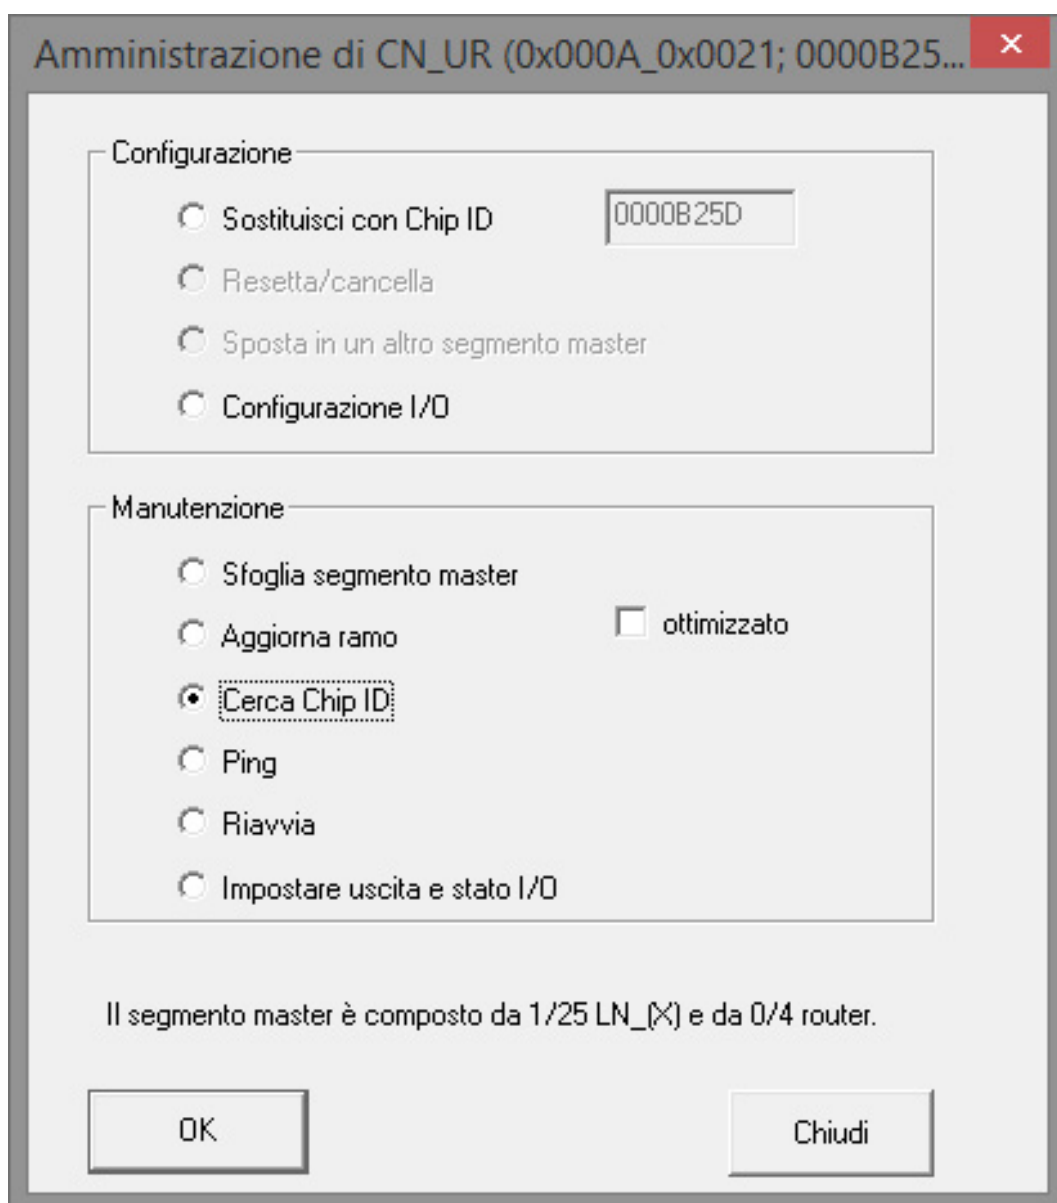 Amministrazione di CN_UR (0x000A_0x0021; 0000B25...
Configurazione
Sostituisci con Chip ID 0000B25D
Resetta/cancella
Sposta in un altro segmento master
Configurazione I/O
Manutenzione
Sfoglia segmento master
Aggiorna ramo ottimizzato
Cerca Chip ID
Ping
Riavvia
Impostare uscita e stato I/O
Il segmento master è composto da 1/25 LN_(X) e da 0/4 router.
OK Chiudi